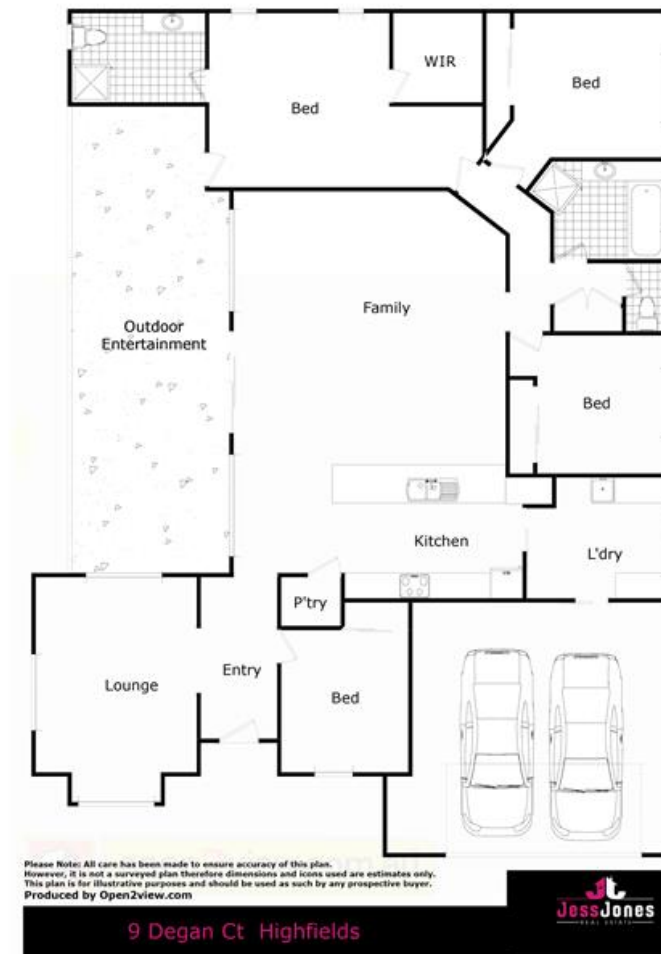 WIR
Bed
Bed
Family
Outdoor
Entertainment
Bed
Kitchen
L'dry
P'try
Entry
Lounge
Bed
Please Note: All care has been made to ensure accuracy of this plan.
However, it is not a surveyed plan therefore dimensions and icons used are estimates only.
This plan is for illustrative purposes and should be used as such by any prospective buyer.
Produced by Open2view.com
JessJones
REAL ESTATE
9 Degan Ct Highfields